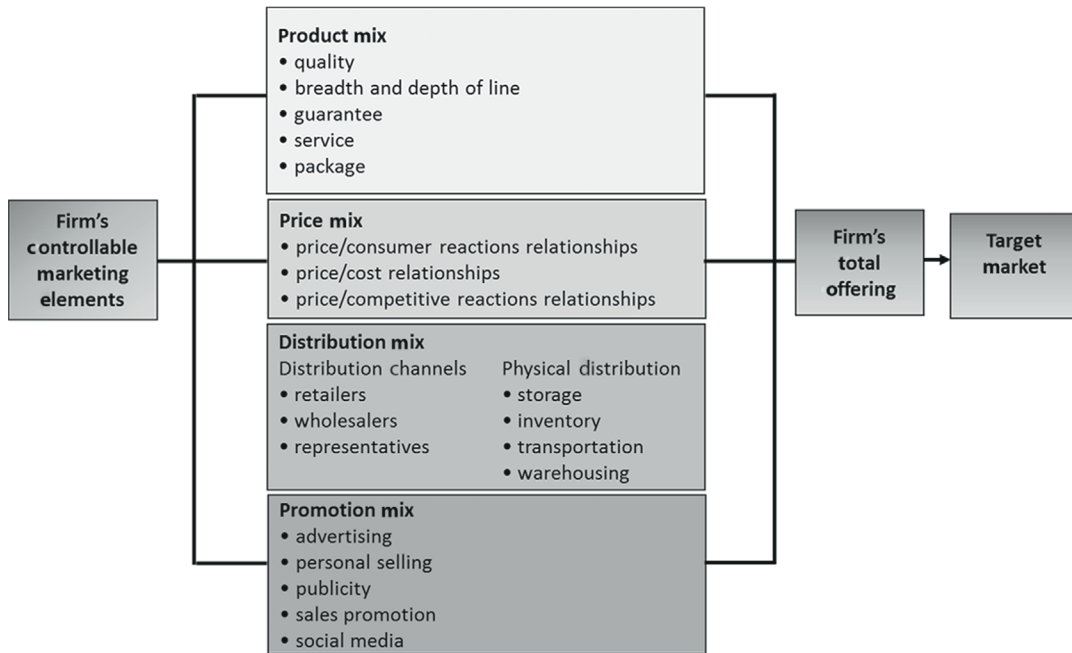 Firm's
controllable
marketing
elements
Product mix
• quality
• breadth and depth of line
• guarantee
• service
• package
Price mix
• price/consumer reactions relationships
• price/cost relationships
• price/competitive reactions relationships
Distribution mix
Distribution channels
• retailers
• wholesalers
• representatives
Physical distribution
• storage
• inventory
• transportation
• warehousing
Promotion mix
• advertising
• personal selling
• publicity
• sales promotion
• social media
Firm's
total
offering
Target
market